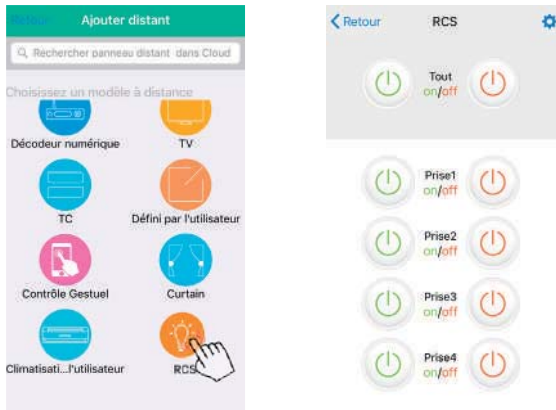 Retour Ajouter distant
Rechercher panneau distant dans Cloud
Choisissez un modèle à distance
Décodeur numérique TV
TC Défini par l'utilisateur
Contrôle Gestuel Curtain
Climatisati...l'utilisateur RCS
Retour RCS
Tout
on/off
Prise1
on/off
Prise2
on/off
Prise3
on/off
Prise4
on/off